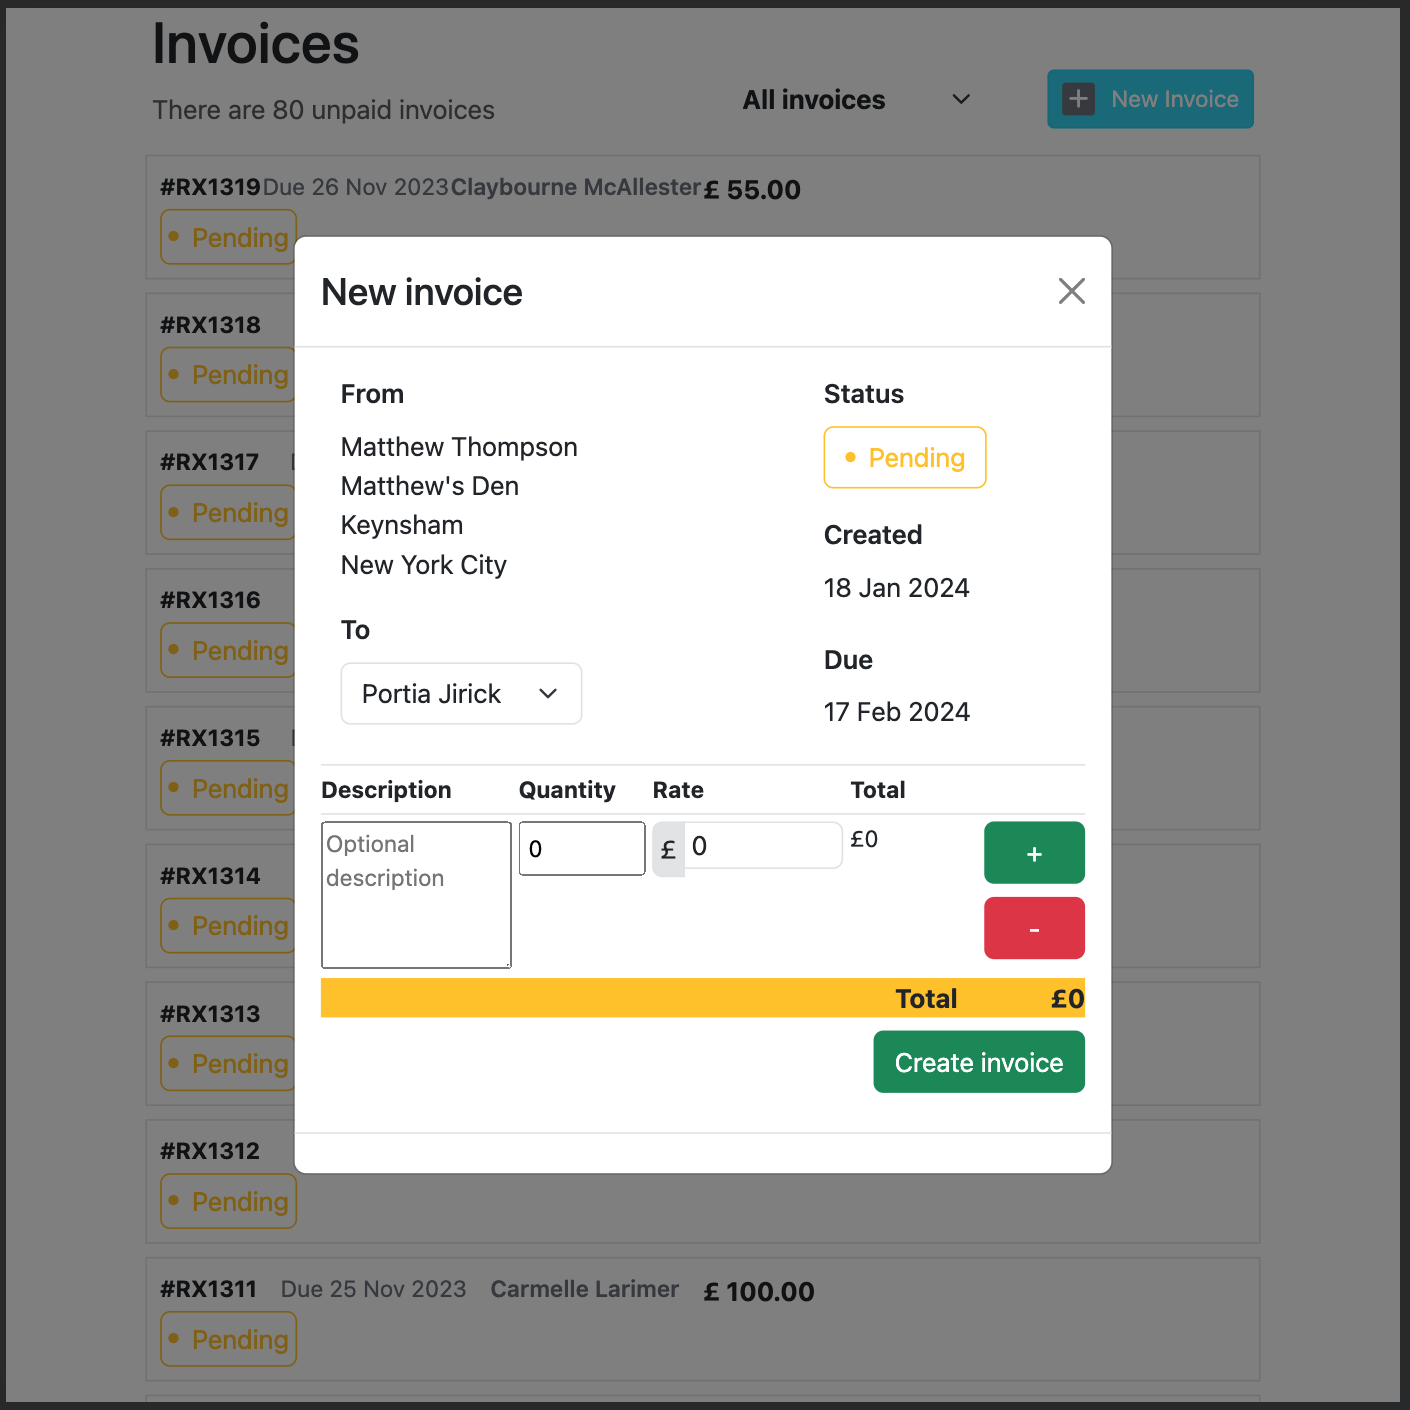 Invoices
There are 80 unpaid invoices
All invoices
New Invoice
#RX1319 Due 26 Nov 2023 Claybourne McAllester £ 55.00
Pending
#RX1318
Pending
#RX1317
Pending
#RX1316
Pending
#RX1315
Pending
#RX1314
Pending
#RX1313
Pending
#RX1312
Pending
#RX1311 Due 25 Nov 2023 Carmelle Larimer £ 100.00
Pending
New invoice
From
Matthew Thompson
Matthew's Den
Keynsham
New York City
To
Portia Jirick
Status
Pending
Created
18 Jan 2024
Due
17 Feb 2024
Description Quantity Rate Total
Optional
description
0
£ 0
£0
+
-
Total £0
Create invoice